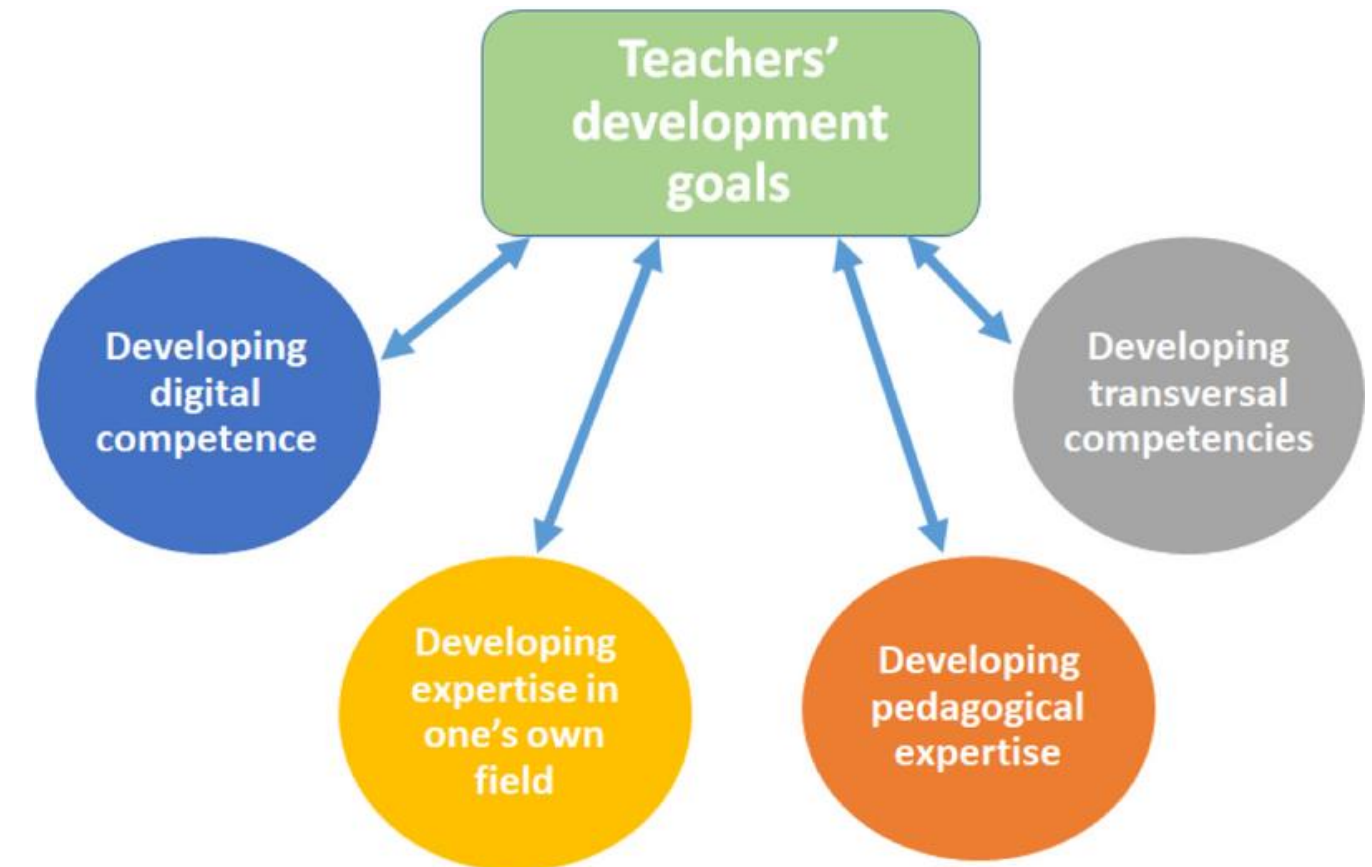 Teachers’
development
goals
Developing
digital
competence
Developing
transversal
competencies
Developing
expertise in
one’s own
field
Developing
pedagogical
expertise